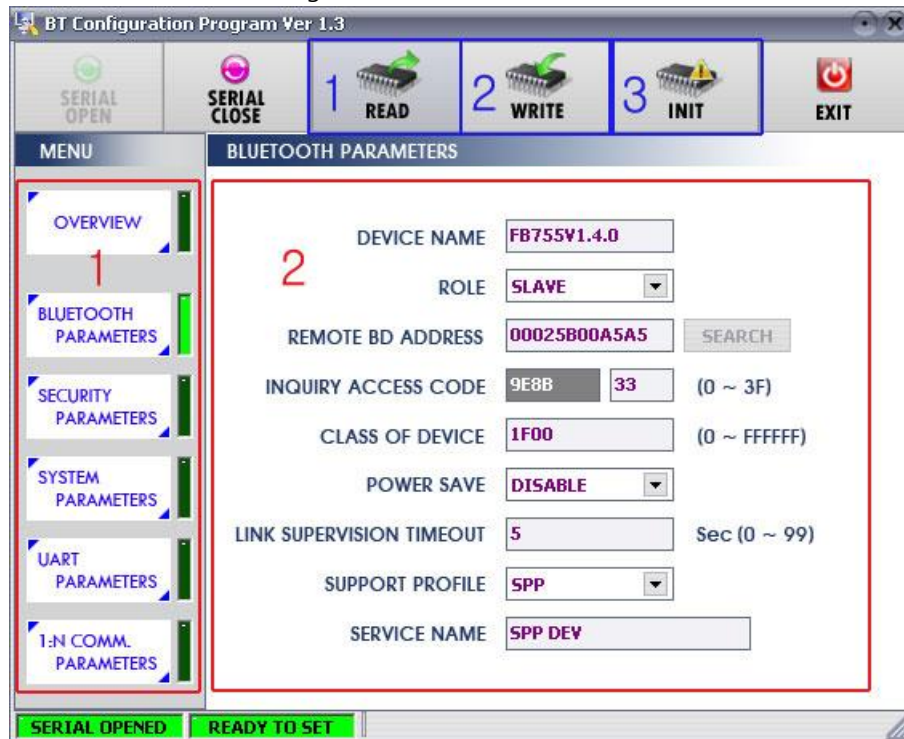 BT Configuration Program Ver 1.3
SERIAL OPEN
SERIAL CLOSE
1 READ
2 WRITE
3 INIT
EXIT
MENU
BLUETOOTH PARAMETERS
OVERVIEW
1
BLUETOOTH
PARAMETERS
SECURITY
PARAMETERS
SYSTEM
PARAMETERS
UART
PARAMETERS
1:N COMM.
PARAMETERS
2
DEVICE NAME FB755V1.4.0
ROLE SLAVE
REMOTE BD ADDRESS 00025B00A5A5 SEARCH
INQUIRY ACCESS CODE 9E8B 33 (0 ~ 3F)
CLASS OF DEVICE 1F00 (0 ~ FFFFFF)
POWER SAVE DISABLE
LINK SUPERVISION TIMEOUT 5 Sec (0 ~ 99)
SUPPORT PROFILE SPP
SERVICE NAME SPP DEV
SERIAL OPENED READY TO SET